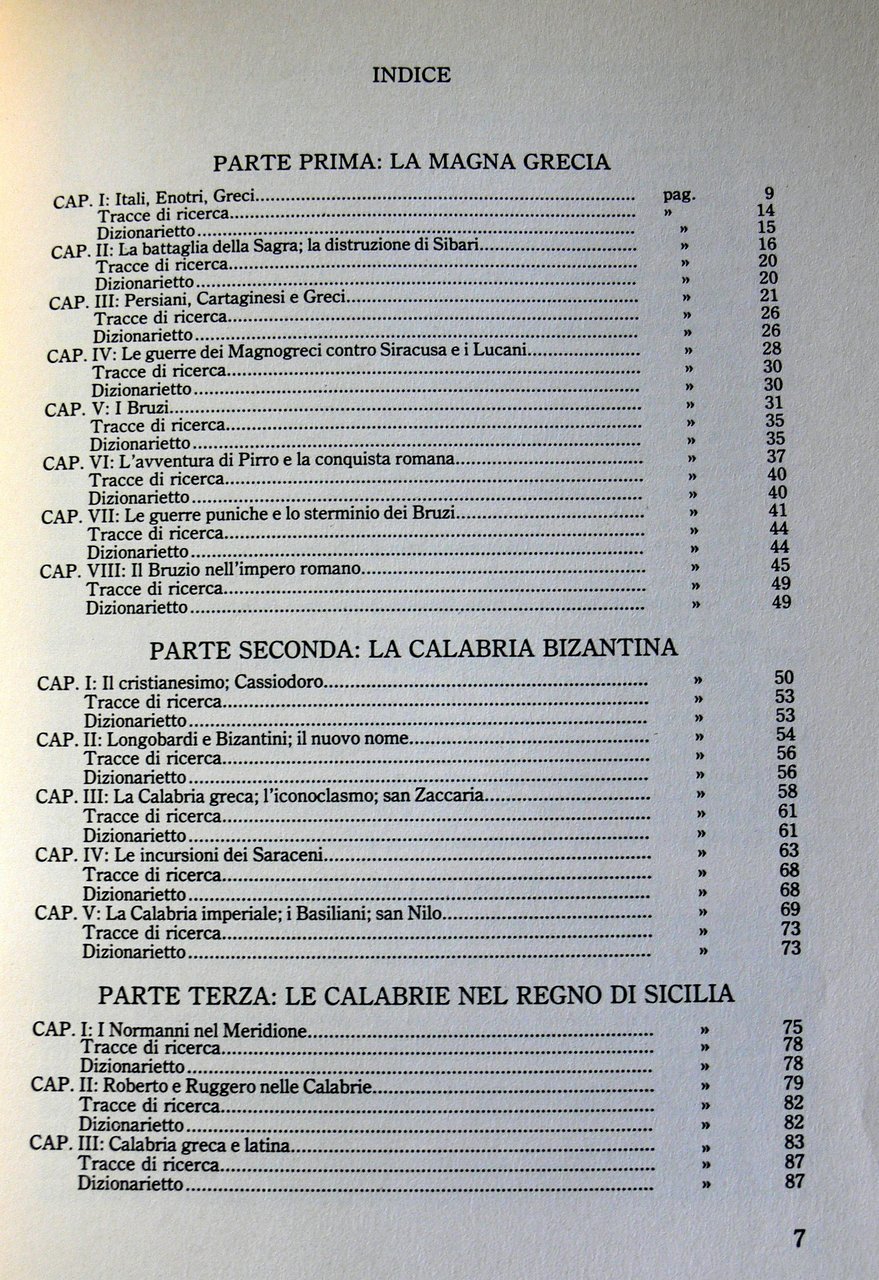 INDICE
PARTE PRIMA: LA MAGNA GRECIA
CAP. I: Itali, Enotri, Greci.......... pag. 9
Tracce di ricerca.......... » 14
Dizionarietto.......... » 15
CAP. II: La battaglia della Sagra; la distruzione di Sibari.......... » 16
Tracce di ricerca.......... » 20
Dizionarietto.......... » 20
CAP. III: Persiani, Cartaginesi e Greci.......... » 21
Tracce di ricerca.......... » 26
Dizionarietto.......... » 26
CAP. IV: Le guerre dei Magnogreci contro Siracusa e i Lucani.......... » 28
Tracce di ricerca.......... » 30
Dizionarietto.......... » 30
CAP. V: I Bruzi.......... » 31
Tracce di ricerca.......... » 35
Dizionarietto.......... » 35
CAP. VI: L'avventura di Pirro e la conquista romana.......... » 37
Tracce di ricerca.......... » 40
Dizionarietto.......... » 40
CAP. VII: Le guerre puniche e lo sterminio dei Bruzi.......... » 41
Tracce di ricerca.......... » 44
Dizionarietto.......... » 44
CAP. VIII: Il Bruzio nell'impero romano.......... » 45
Tracce di ricerca.......... » 49
Dizionarietto.......... » 49
PARTE SECONDA: LA CALABRIA BIZANTINA
CAP. I: Il cristianesimo; Cassiodoro.......... » 50
Tracce di ricerca.......... » 53
Dizionarietto.......... » 53
CAP. II: Longobardi e Bizantini; il nuovo nome.......... » 54
Tracce di ricerca.......... » 56
Dizionarietto.......... » 56
CAP. III: La Calabria greca; l'iconoclasmo; san Zaccaria.......... » 58
Tracce di ricerca.......... » 61
Dizionarietto.......... » 61
CAP. IV: Le incursioni dei Saraceni.......... » 63
Tracce di ricerca.......... » 68
Dizionarietto.......... » 68
CAP. V: La Calabria imperiale; i Basiliani; san Nilo.......... » 69
Tracce di ricerca.......... » 73
Dizionarietto.......... » 73
PARTE TERZA: LE CALABRIE NEL REGNO DI SICILIA
CAP. I: I Normanni nel Meridione.......... » 75
Tracce di ricerca.......... » 78
Dizionarietto.......... » 78
CAP. II: Roberto e Ruggero nelle Calabrie.......... » 79
Tracce di ricerca.......... » 82
Dizionarietto.......... » 82
CAP. III: Calabria greca e latina.......... » 83
Tracce di ricerca.......... » 87
Dizionarietto.......... » 87
7